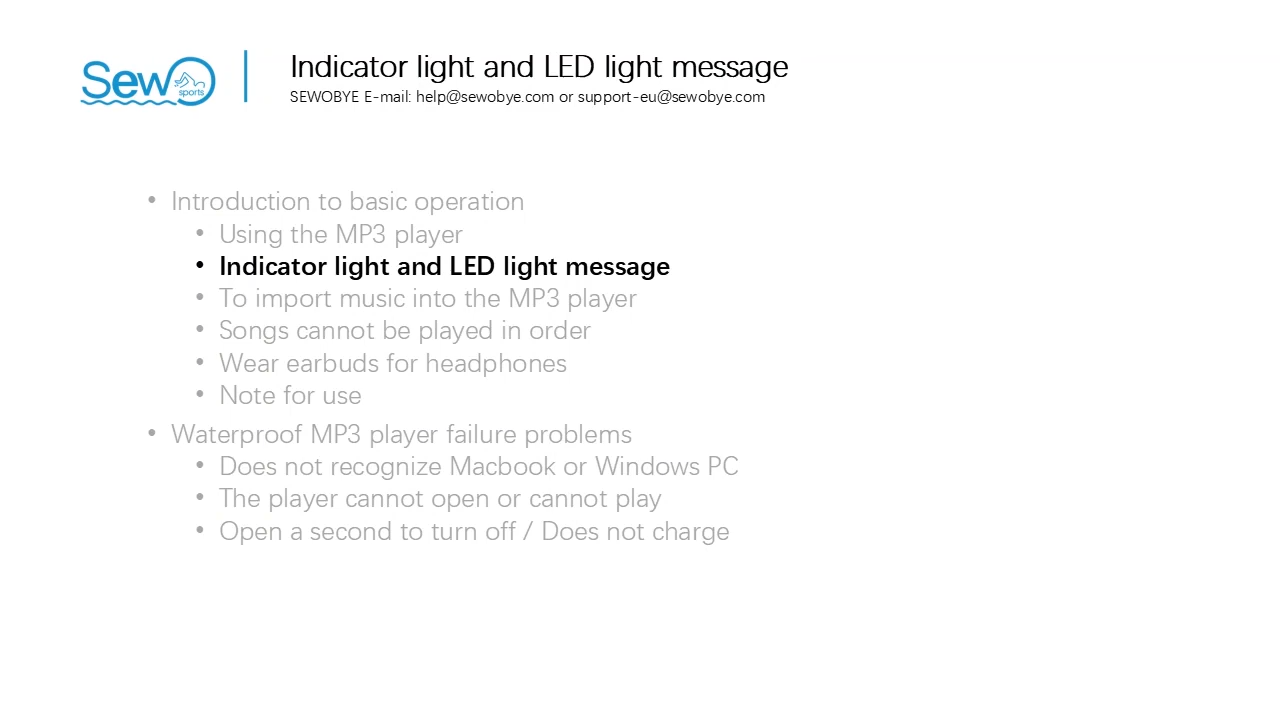 Sewo
sports
Indicator light and LED light message
SEWOBYE E-mail: help@sewobye.com or support-eu@sewobye.com
• Introduction to basic operation
• Using the MP3 player
• Indicator light and LED light message
• To import music into the MP3 player
• Songs cannot be played in order
• Wear earbuds for headphones
• Note for use
• Waterproof MP3 player failure problems
• Does not recognize Macbook or Windows PC
• The player cannot open or cannot play
• Open a second to turn off / Does not charge